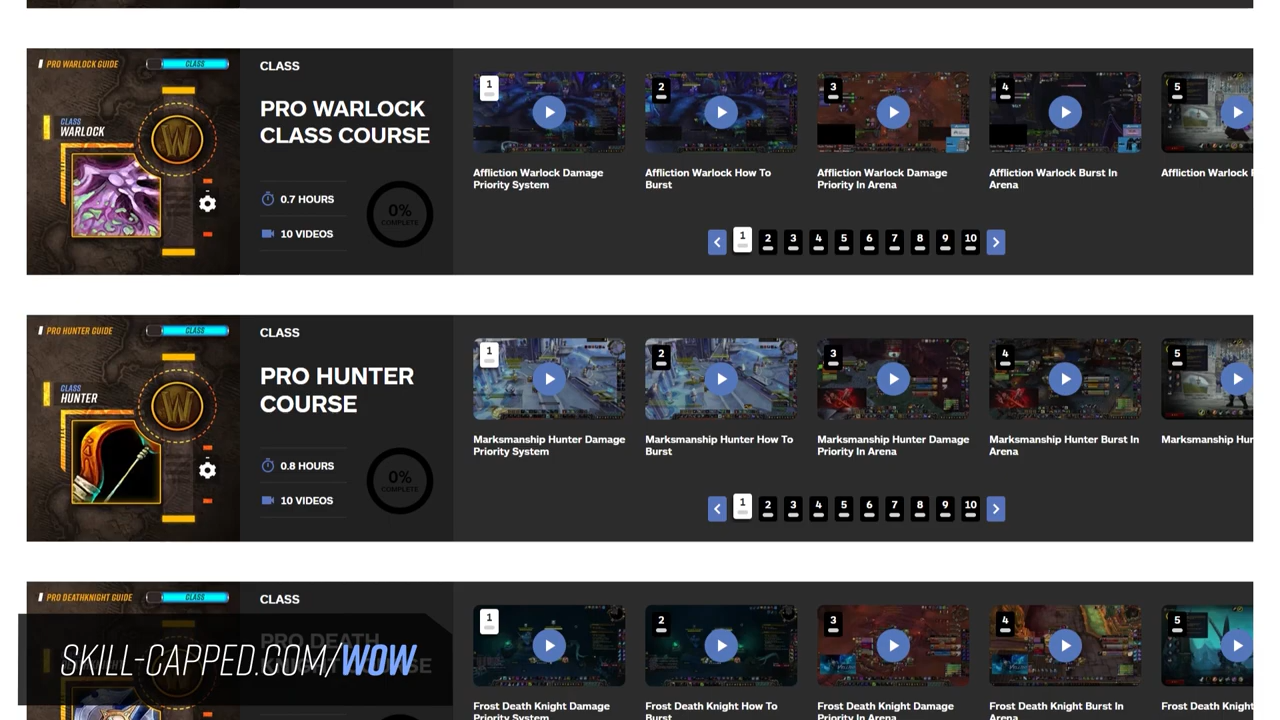 PRO WARLOCK GUIDE
CLASS
CLASS
WARLOCK
CLASS
PRO WARLOCK
CLASS COURSE
0.7 HOURS
10 VIDEOS
0%
COMPLETE
1
2
3
4
5
Affliction Warlock Damage
Priority System
Affliction Warlock How To
Burst
Affliction Warlock Damage
Priority In Arena
Affliction Warlock Burst In
Arena
Affliction Warlock
1 2 3 4 5 6 7 8 9 10
PRO HUNTER GUIDE
CLASS
CLASS
HUNTER
CLASS
PRO HUNTER
COURSE
0.8 HOURS
10 VIDEOS
0%
COMPLETE
1
2
3
4
5
Marksmanship Hunter Damage
Priority System
Marksmanship Hunter How To
Burst
Marksmanship Hunter Damage
Priority In Arena
Marksmanship Hunter Burst In
Arena
Marksmanship
1 2 3 4 5 6 7 8 9 10
PRO DEATHKNIGHT GUIDE
CLASS
CLASS
PRO DEATH
SKILL-CAPPED.COM/WOW
1
2
3
4
5
Frost Death Knight Damage
Priority System
Frost Death Knight How To
Burst
Frost Death Knight Damage
Priority In Arena
Frost Death Knight Burst In
Arena
Frost Death Knight